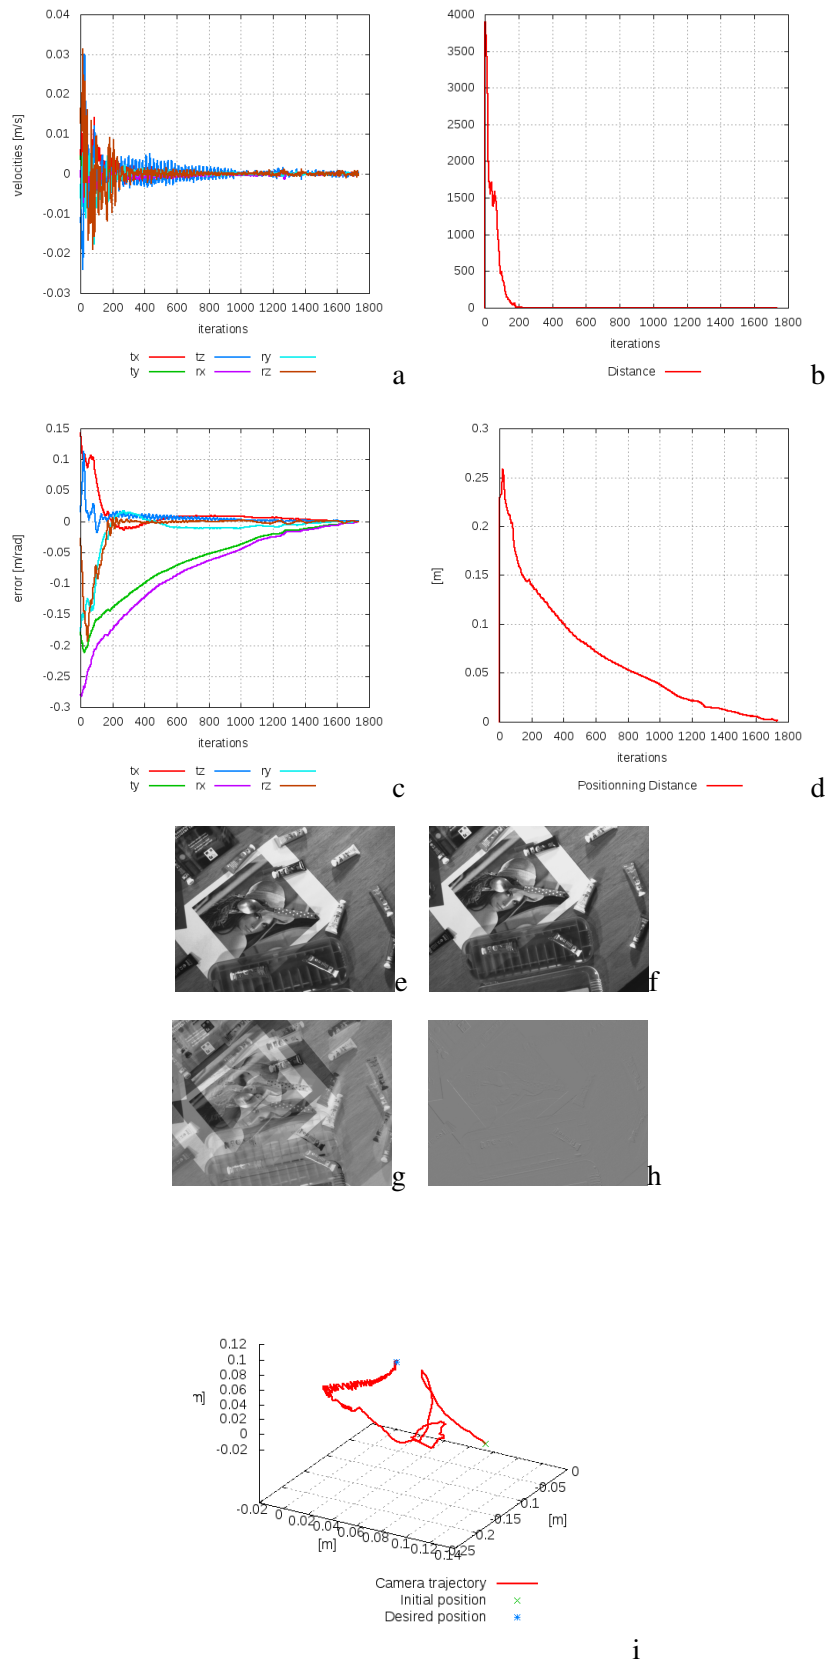 0.04
0.03
0.02
0.01
0
-0.01
-0.02
-0.03
velocities [m/s]
0 200 400 600 800 1000 1200 1400 1600 1800
iterations
tx tz ry
ty rx rz
a
4000
3500
3000
2500
2000
1500
1000
500
0
0 200 400 600 800 1000 1200 1400 1600 1800
iterations
Distance
b
0.15
0.1
0.05
0
-0.05
-0.1
-0.15
-0.2
-0.25
-0.3
error [m/rad]
0 200 400 600 800 1000 1200 1400 1600 1800
iterations
tx tz ry
ty rx rz
c
0.3
0.25
0.2
0.15
0.1
0.05
0
[m]
0 200 400 600 800 1000 1200 1400 1600 1800
iterations
Positionning Distance
d
e
f
g
h
0.12
0.1
0.08
0.06
0.04
0.02
0
-0.02
m]
-0.02 0 0.02 0.04 0.06 0.08 0.1 0.12 0.14
[m]
0
-0.05
-0.1
-0.15
-0.2
-0.25
[m]
Camera trajectory
Initial position
Desired position
i